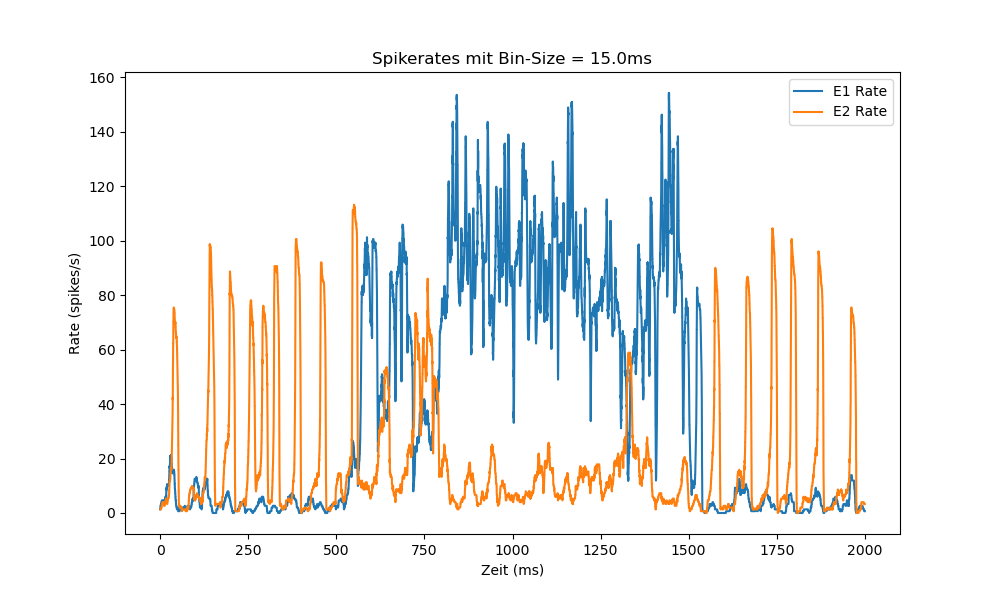 Spikerates mit Bin-Size = 15.0ms
E1 Rate
E2 Rate
Rate (spikes/s)
160
140
120
100
80
60
40
20
0
0 250 500 750 1000 1250 1500 1750 2000
Zeit (ms)